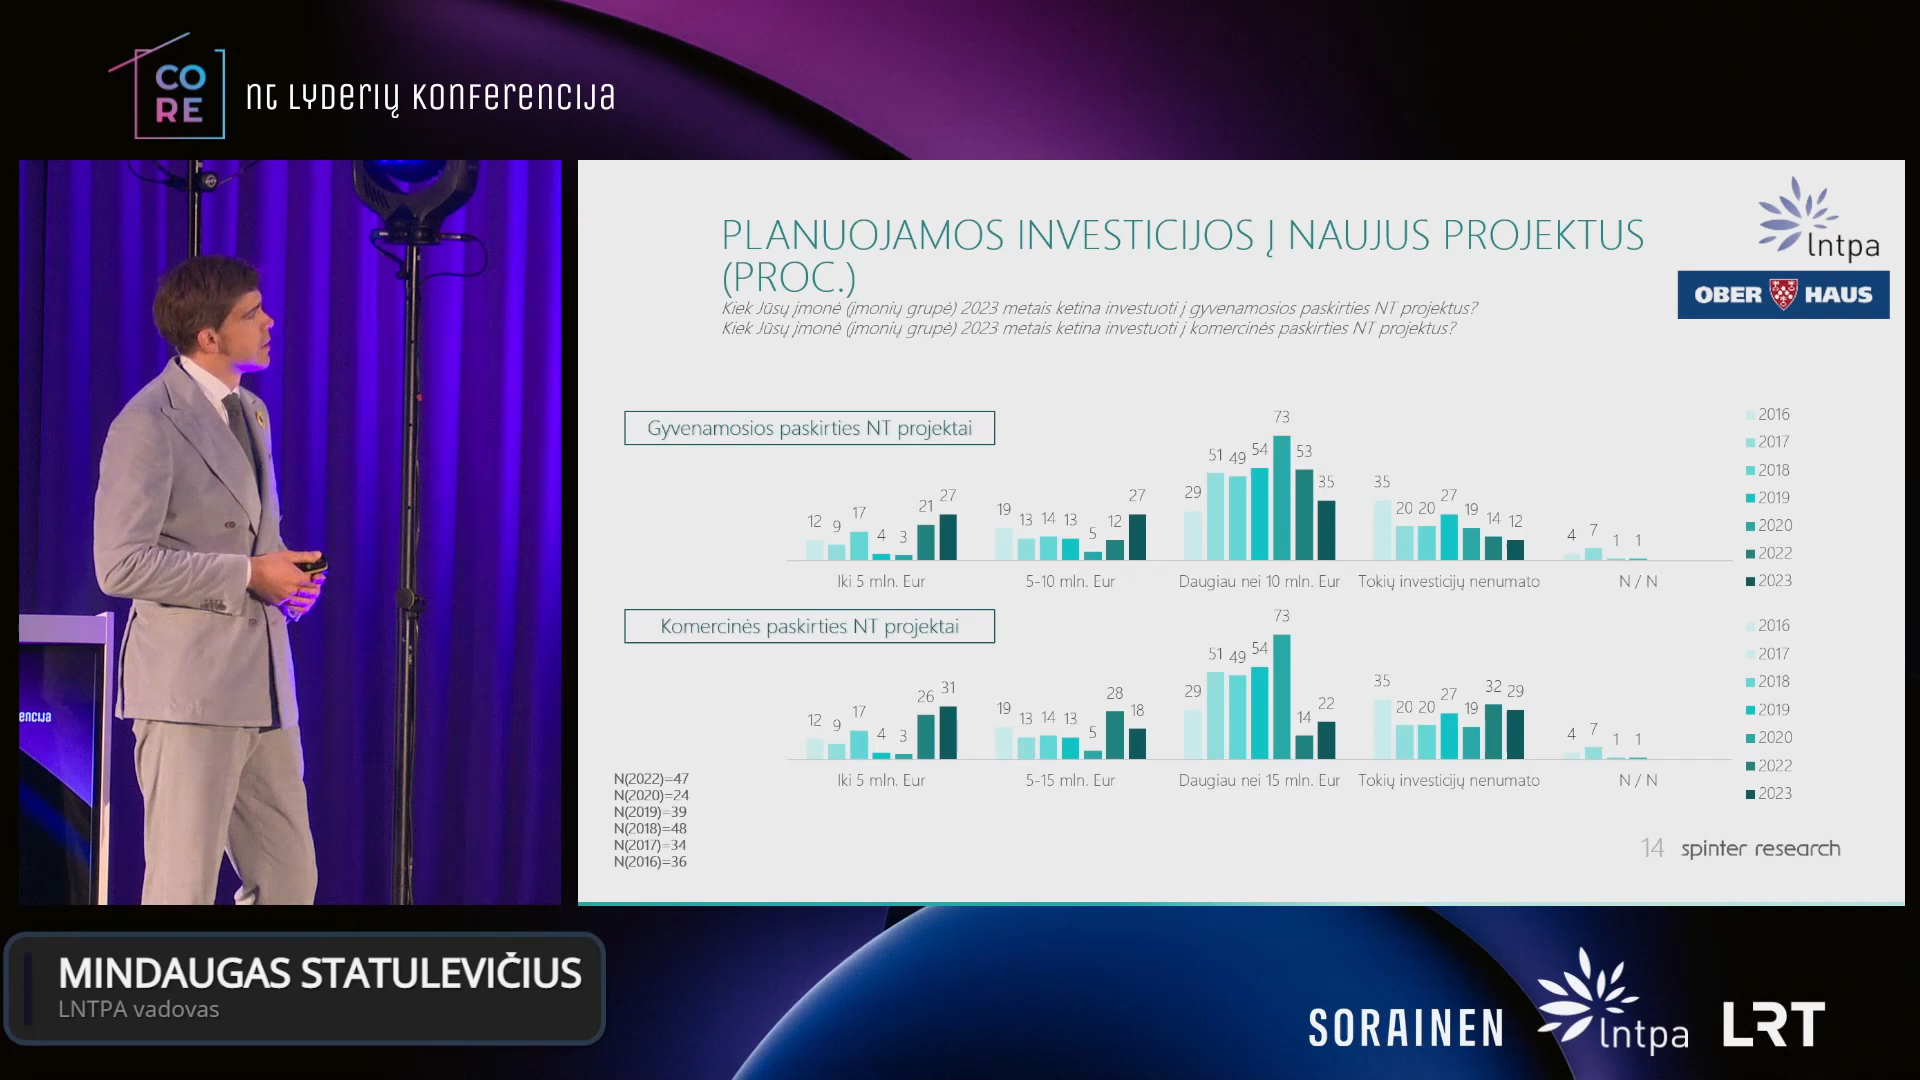 CO
RE
NT LYDERIŲ KONFERENCIJA
PLANUOJAMOS INVESTICIJOS Į NAUJUS PROJEKTUS
(PROC.)
Kiek Jūsų įmonė (įmonių grupė) 2023 metais ketina investuoti į gyvenamosios paskirties NT projektus?
Kiek Jūsų įmonė (įmonių grupė) 2023 metais ketina investuoti į komercinės paskirties NT projektus?
lntpa
OBER HAUS
Gyvenamosios paskirties NT projektai
12 9 17 4 3 21 27
19 13 14 13 5 12 27
29 51 49 54 73 53 35
35 20 20 27 19 14 12
4 7 1 1
Iki 5 mln. Eur 5-10 mln. Eur Daugiau nei 10 mln. Eur Tokių investicijų nenumato N / N
2016
2017
2018
2019
2020
2022
2023
Komercinės paskirties NT projektai
12 9 17 4 3 26 31
19 13 14 13 5 28 18
29 51 49 54 73 14 22
35 20 20 27 19 32 29
4 7 1 1
Iki 5 mln. Eur 5-15 mln. Eur Daugiau nei 15 mln. Eur Tokių investicijų nenumato N / N
2016
2017
2018
2019
2020
2022
2023
N(2022)=47
N(2020)=24
N(2019)=39
N(2018)=48
N(2017)=34
N(2016)=36
14 spinter research
encija
MINDAUGAS STATULEVIČIUS
LNTPA vadovas
SORAINEN
lntpa
LRT